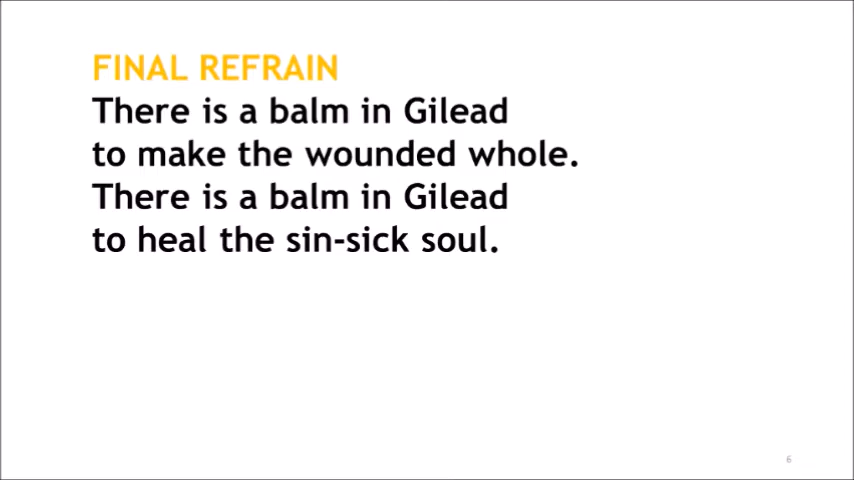 FINAL REFRAIN
There is a balm in Gilead
to make the wounded whole.
There is a balm in Gilead
to heal the sin-sick soul.
6